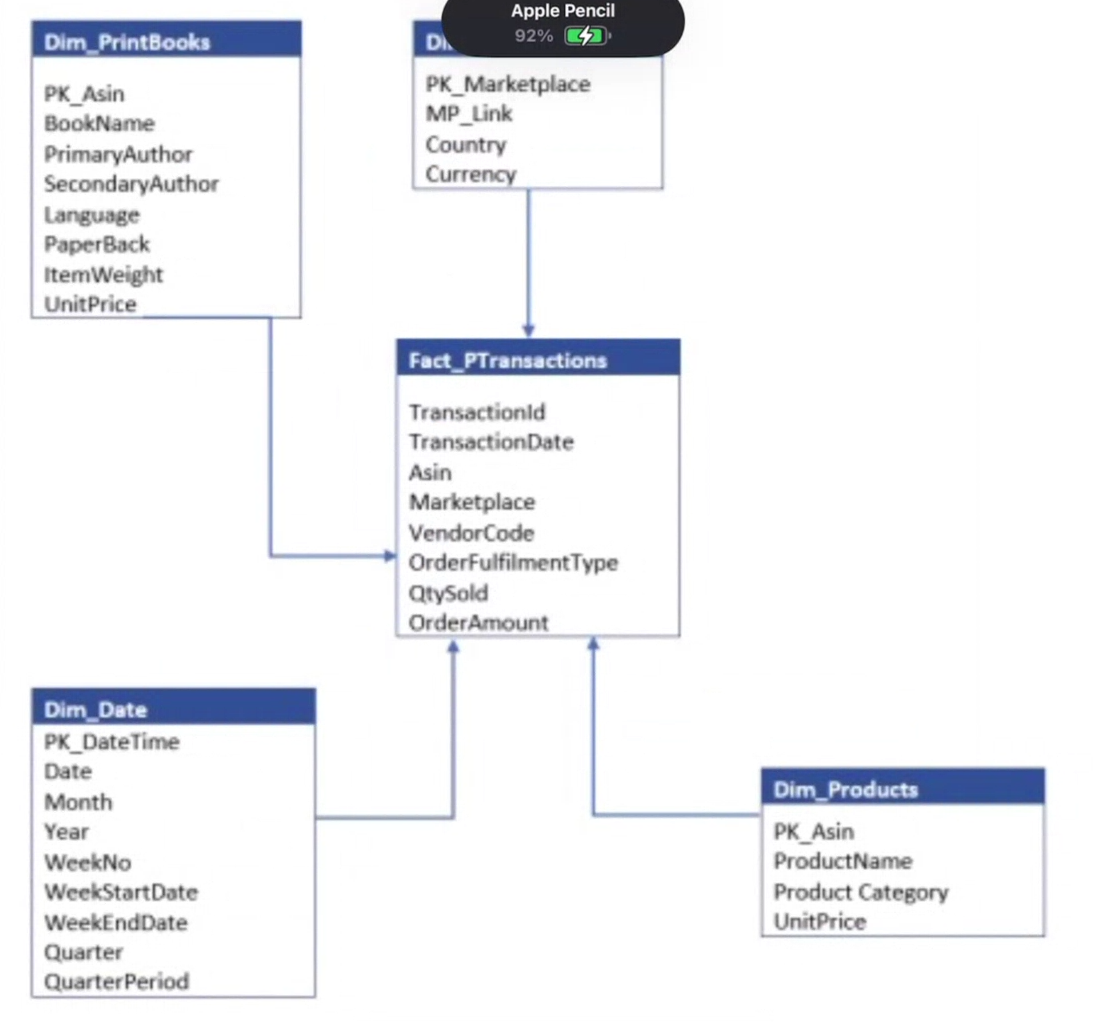 Apple Pencil
92%
Dim_PrintBooks
PK_Asin
BookName
PrimaryAuthor
SecondaryAuthor
Language
PaperBack
ItemWeight
UnitPrice
PK_Marketplace
MP_Link
Country
Currency
Fact_PTransactions
TransactionId
TransactionDate
Asin
Marketplace
VendorCode
OrderFulfilmentType
QtySold
OrderAmount
Dim_Date
PK_DateTime
Date
Month
Year
WeekNo
WeekStartDate
WeekEndDate
Quarter
QuarterPeriod
Dim_Products
PK_Asin
ProductName
Product Category
UnitPrice